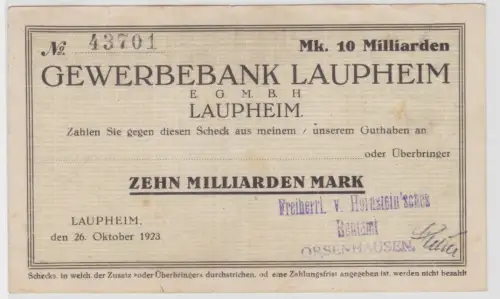 № 43701 Mk. 10 Milliarden
GEWERBEBANK LAUPHEIM
E G M. B H
LAUPHEIM.
Zahlen Sie gegen diesen Scheck aus meinem / unserem Guthaben an
oder Überbringer
ZEHN MILLIARDEN MARK
Freiherrl. v. Hornstein'sches
Rentamt
ORSENHAUSEN.
LAUPHEIM,
den 26. Oktober 1923
Schecks, in welch. der Zusatz »oder Überbringer« durchstrichen, od. eine Zahlungsfrist angegeben ist, werden nicht bezahlt